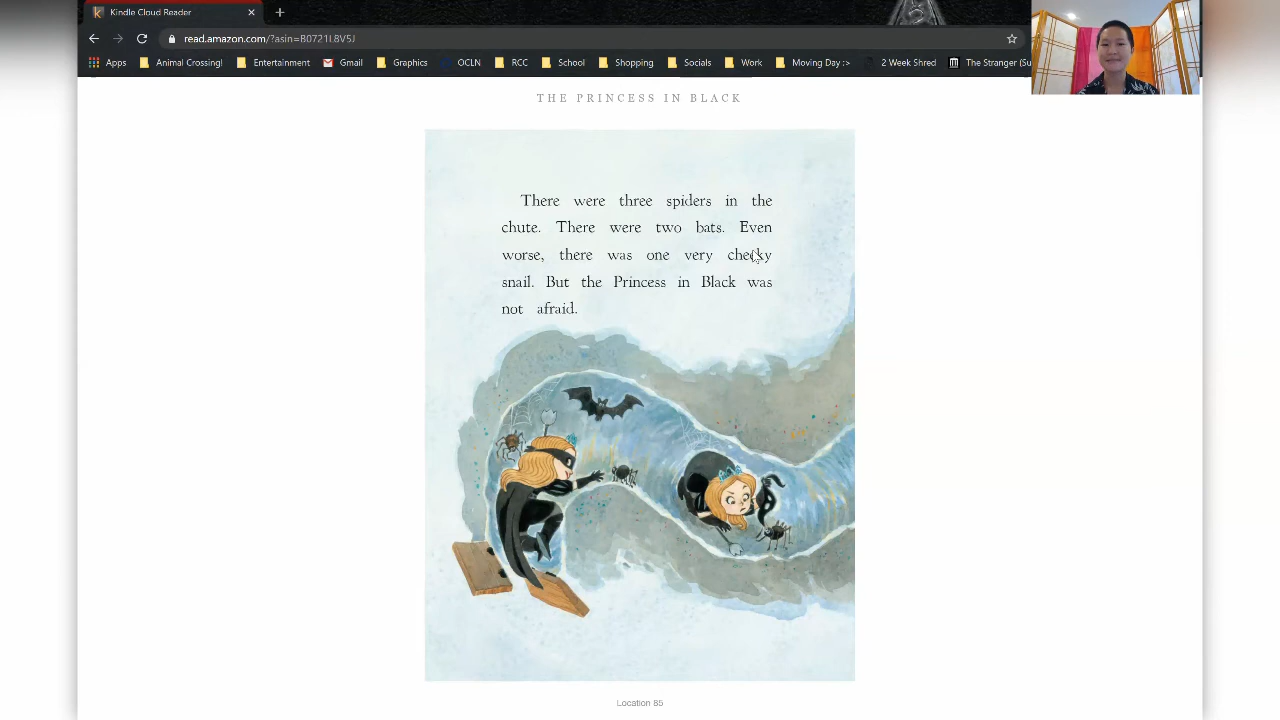 Kindle Cloud Reader
read.amazon.com/?asin=B0721L8V5J
Apps Animal Crossing! Entertainment Gmail Graphics OCLN RCC School Shopping Socials Work Moving Day :> 2 Week Shred The Stranger (Su
THE PRINCESS IN BLACK
There were three spiders in the
chute. There were two bats. Even
worse, there was one very cheeky
snail. But the Princess in Black was
not afraid.
Location 85